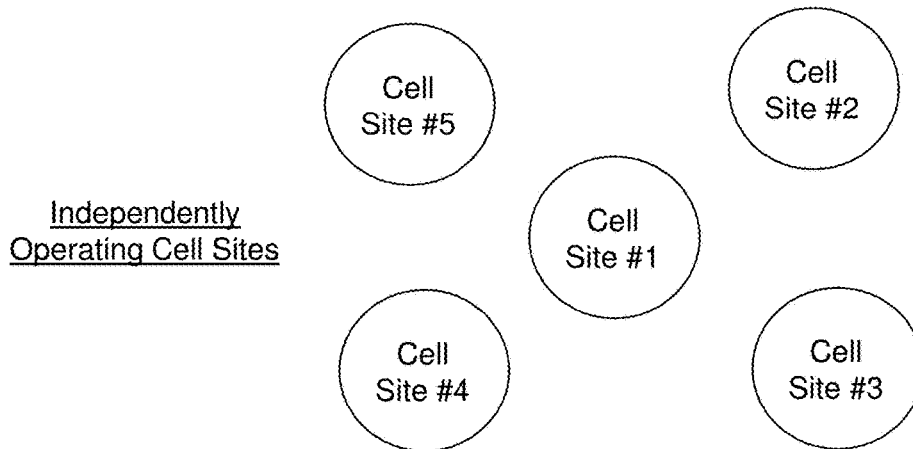 Cell
Site #5
Cell
Site #2
Independently
Operating Cell Sites
Cell
Site #1
Cell
Site #4
Cell
Site #3